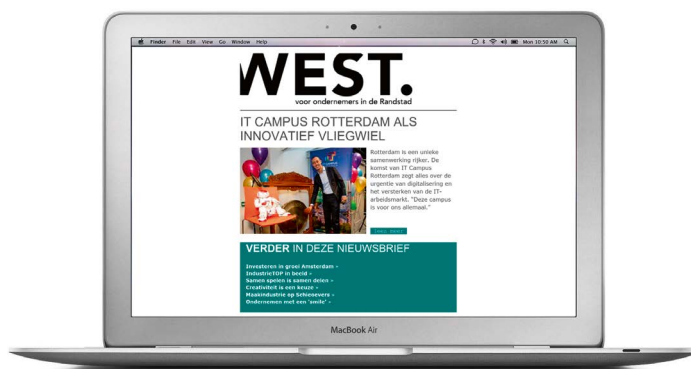 Finder File Edit View Go Window Help
Mon 10:50 AM
WEST.
voor ondernemers in de Randstad
IT CAMPUS ROTTERDAM ALS
INNOVATIEF VLIEGWIEL
Rotterdam is een unieke
samenwerking rijker. De
komst van IT Campus
Rotterdam zegt alles over de
urgentie van digitalisering en
het versterken van de IT-
arbeidsmarkt. "Deze campus
is voor ons allemaal."
lees meer
VERDER IN DEZE NIEUWSBRIEF
Investeren in groei Amsterdam »
IndustrieTOP in beeld »
Samen spelen is samen delen »
Creativiteit is een keuze »
Maakindustrie op Schieoevers »
Ondernemen met een 'smile' »
MacBook Air